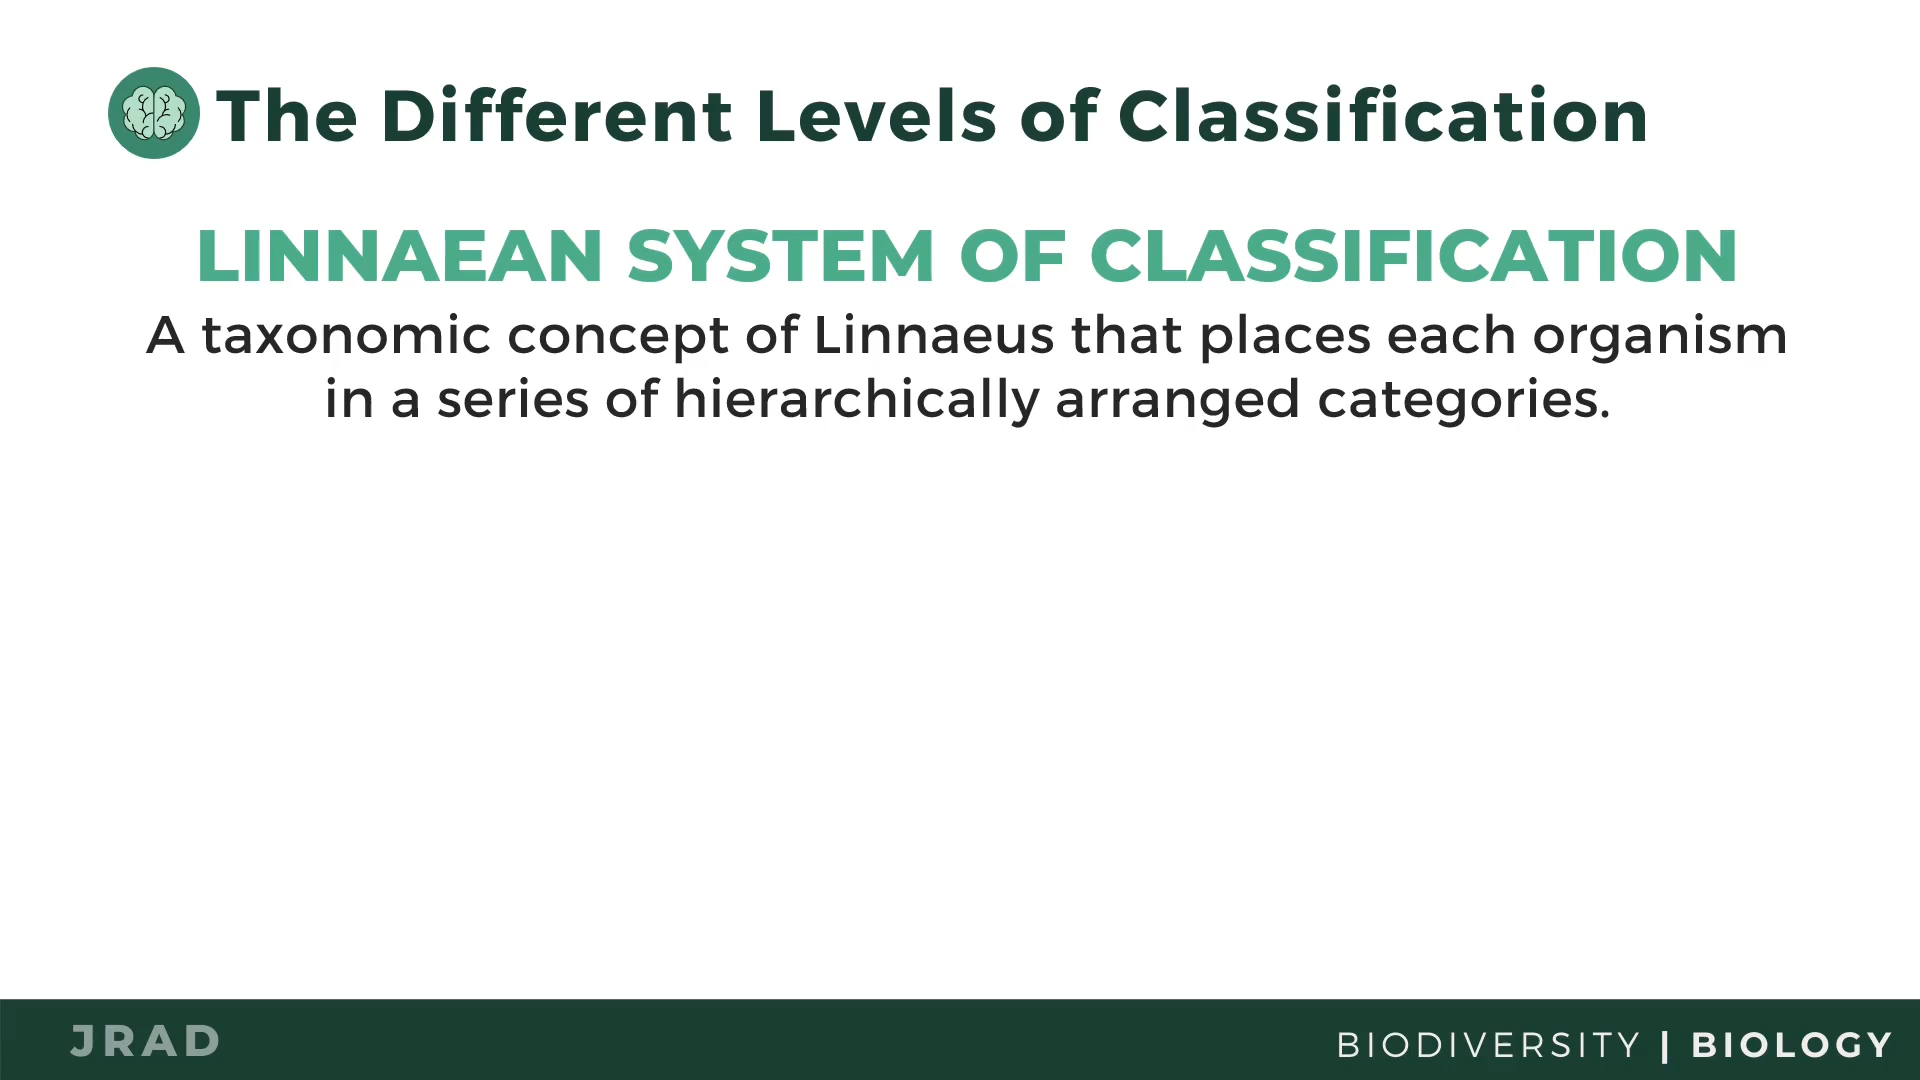 The Different Levels of Classification
LINNAEAN SYSTEM OF CLASSIFICATION
A taxonomic concept of Linnaeus that places each organism
in a series of hierarchically arranged categories.
JRAD
BIODIVERSITY | BIOLOGY